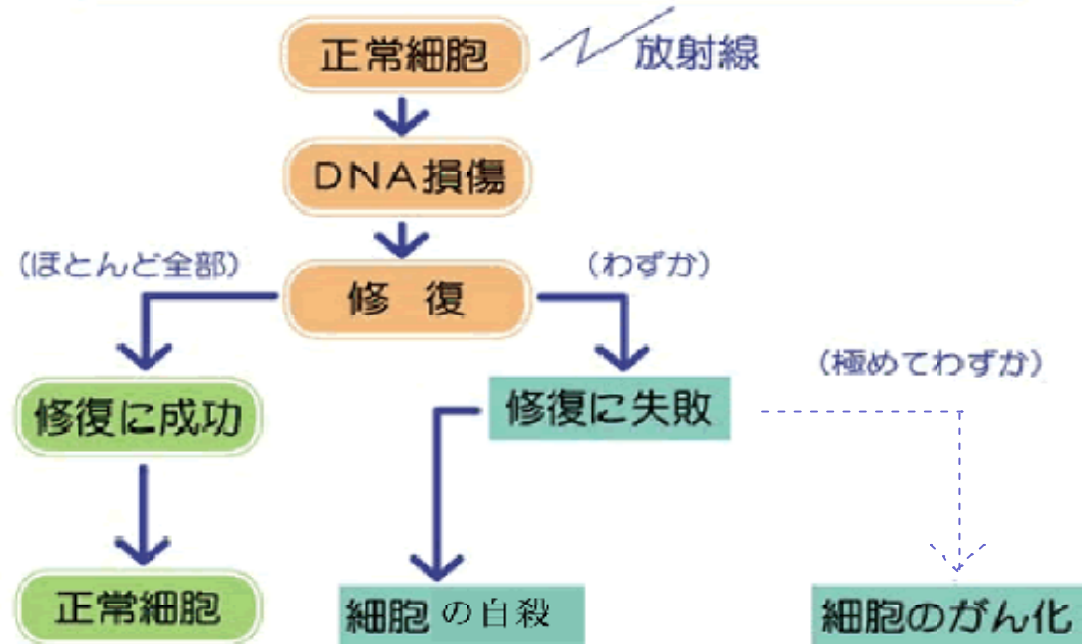 正常細胞
放射線
DNA損傷
(ほとんど全部)
(わずか)
修 復
(極めてわずか)
修復に成功
修復に失敗
正常細胞
細胞の自殺
細胞のがん化